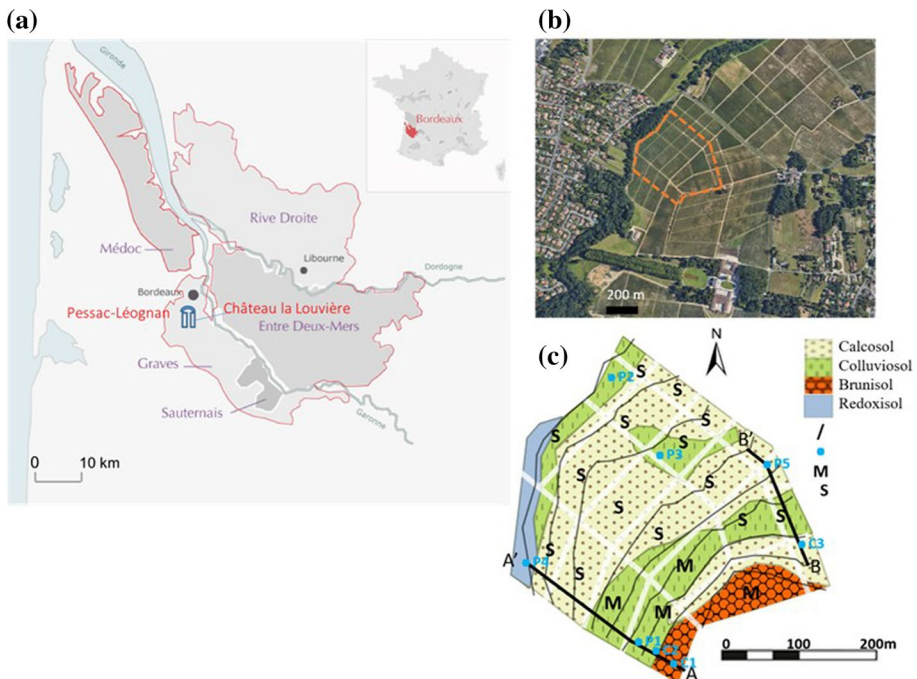 (a)
Gironde
Bordeaux
Rive Droite
Médoc
Libourne
Dordogne
Bordeaux
Pessac-Léognan
Château la Louvière
Entre Deux-Mers
Graves
Sauternais
Garonne
0 10 km
(b)
200 m
(c)
N
Calcosol
Colluviosol
Brunisol
Redoxisol
M
S
P2
S
S
S
S
B'
S
P3
S
P5
S
S
S
S
S
S
C3
A'
P4
S
S
M
B
M
M
P1
C2
C1
A
0 100 200m